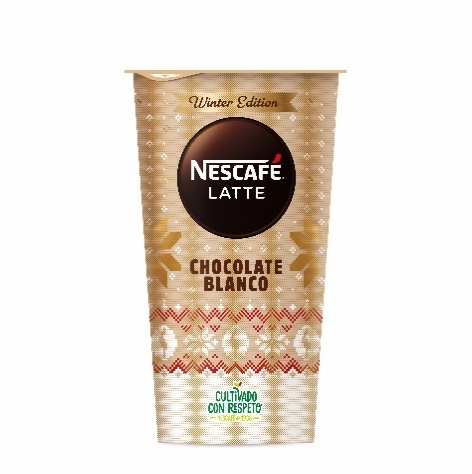 Winter Edition
NESCAFÉ
LATTE
CHOCOLATE
BLANCO
CULTIVADO
CON RESPETO